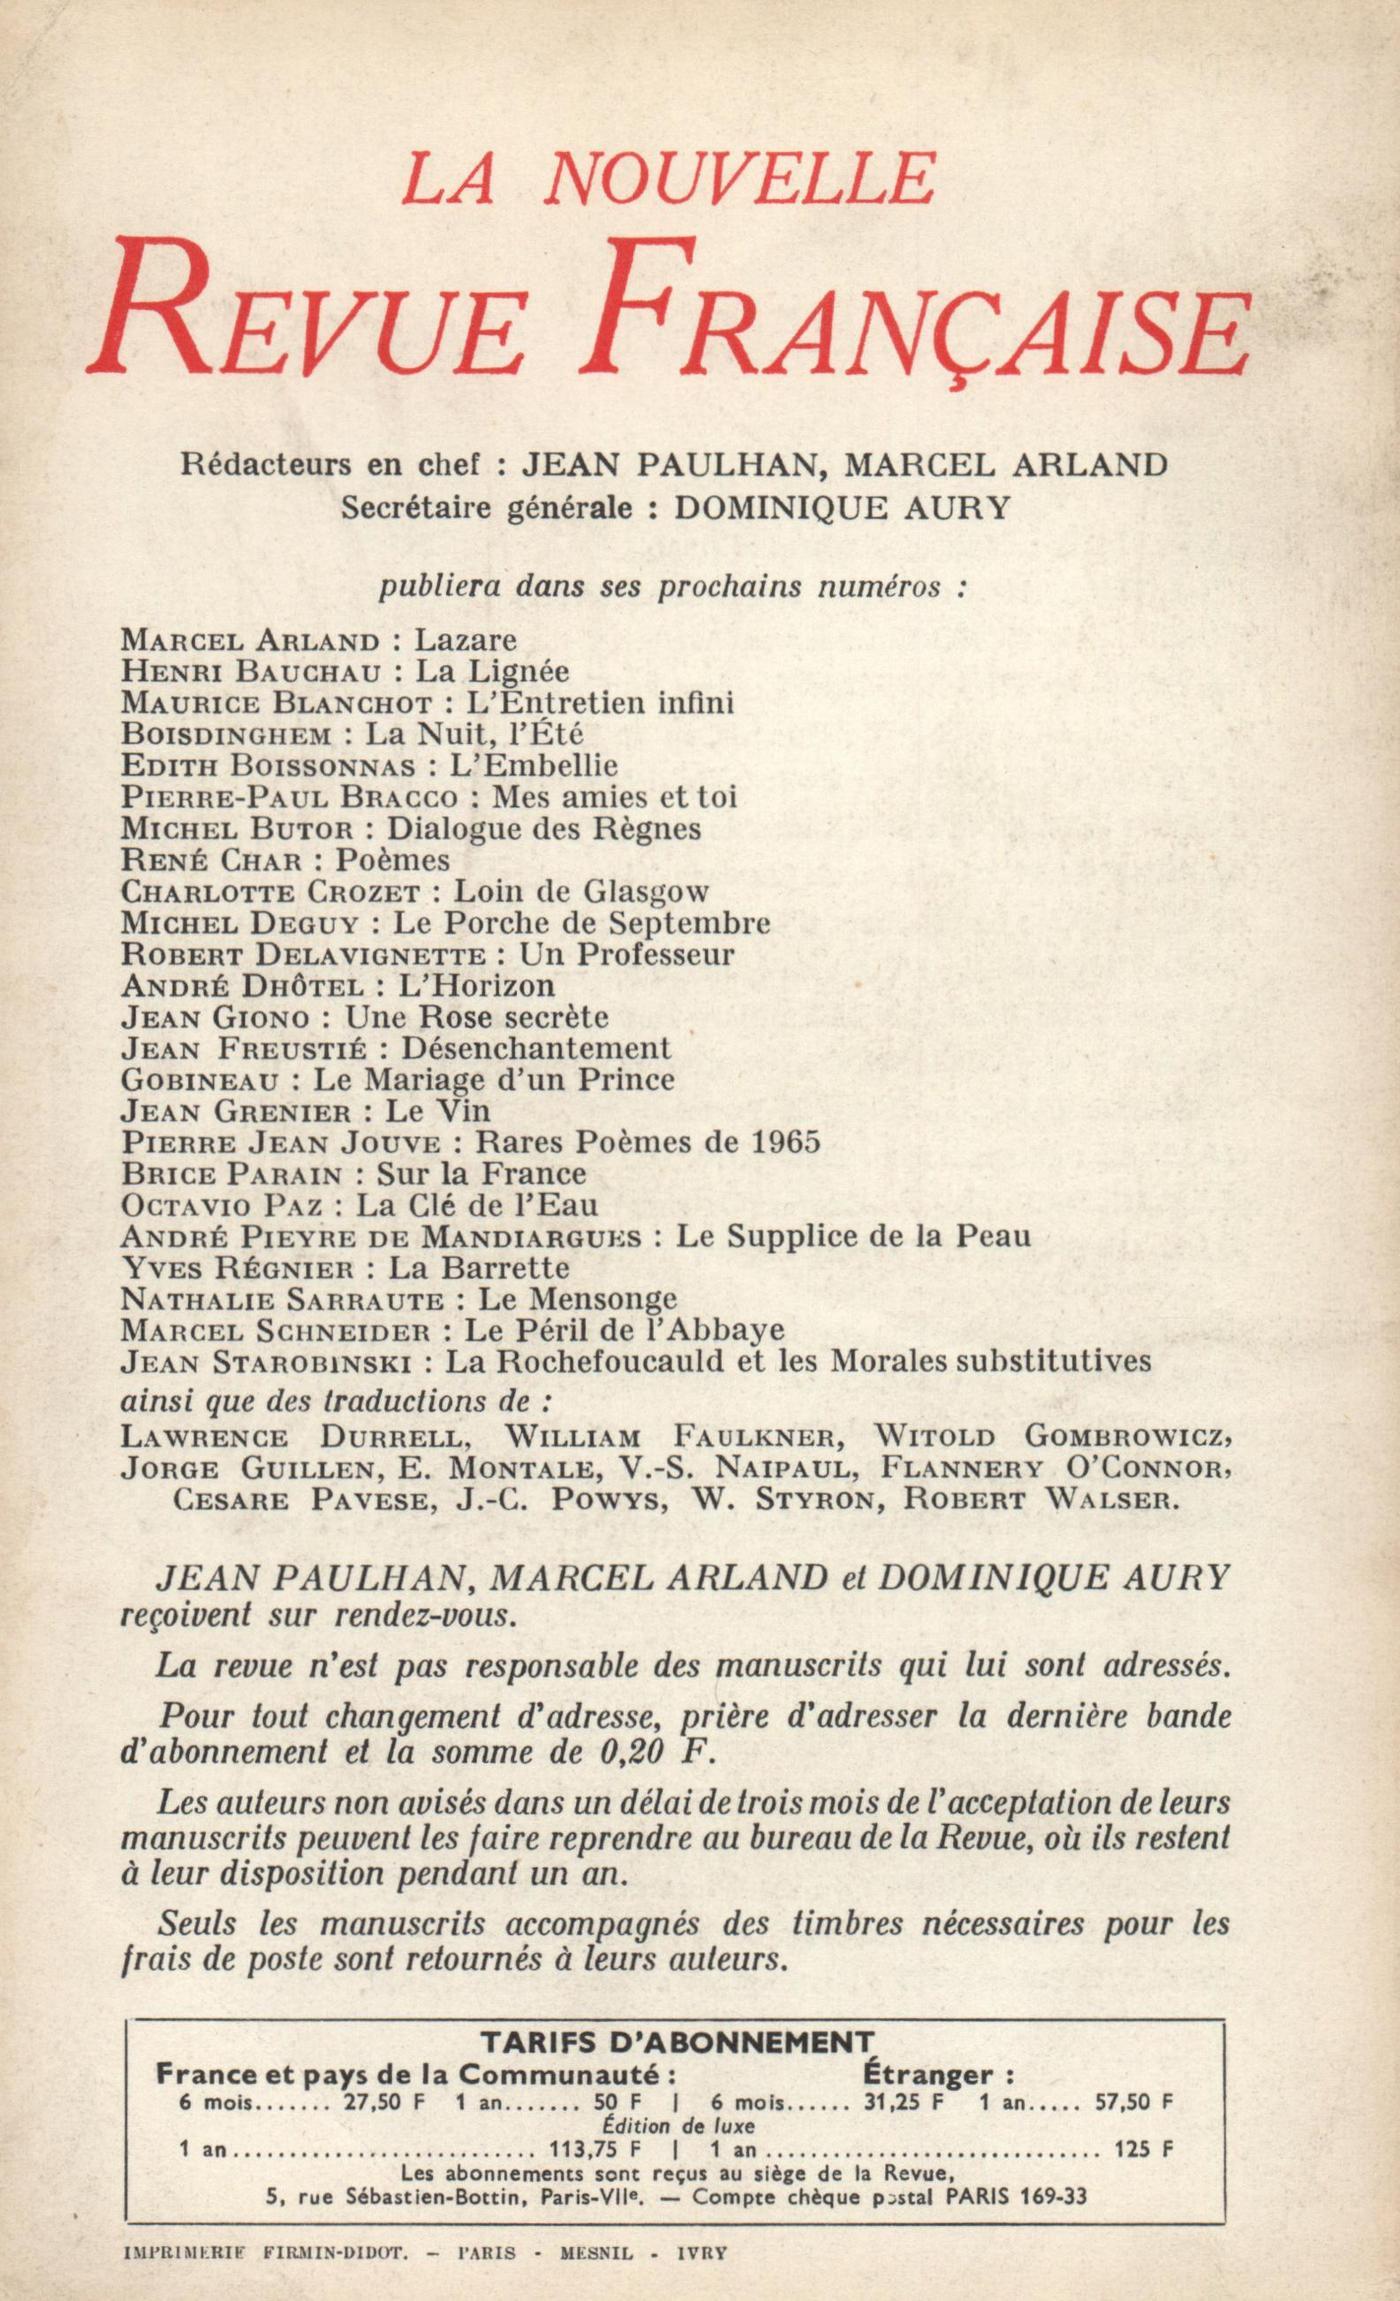 LA NOUVELLE
REVUE FRANÇAISE
Rédacteurs en chef : JEAN PAULHAN, MARCEL ARLAND
Secrétaire générale : DOMINIQUE AURY
publiera dans ses prochains numéros :
MARCEL ARLAND : Lazare
HENRI BAUCHAU : La Lignée
MAURICE BLANCHOT : L'Entretien infini
BOISDINGHEM : La Nuit, l'Été
EDITH BOISSONNAS : L'Embellie
PIERRE-PAUL BRACCO : Mes amies et toi
MICHEL BUTOR : Dialogue des Règnes
RENÉ CHAR : Poèmes
CHARLOTTE CROZET : Loin de Glasgow
MICHEL DEGUY : Le Porche de Septembre
ROBERT DELAVIGNETTE : Un Professeur
ANDRÉ DHÔTEL : L'Horizon
JEAN GIONO : Une Rose secrète
JEAN FREUSTIÉ : Désenchantement
GOBINEAU : Le Mariage d'un Prince
JEAN GRENIER : Le Vin
PIERRE JEAN JOUVE : Rares Poèmes de 1965
BRICE PARAIN : Sur la France
OCTAVIO PAZ : La Clé de l'Eau
ANDRÉ PIEYRE DE MANDIARGUES : Le Supplice de la Peau
YVES RÉGNIER : La Barrette
NATHALIE SARRAUTE : Le Mensonge
MARCEL SCHNEIDER : Le Péril de l'Abbaye
JEAN STAROBINSKI : La Rochefoucauld et les Morales substitutives
ainsi que des traductions de :
LAWRENCE DURRELL, WILLIAM FAULKNER, WITOLD GOMBROWICZ,
JORGE GUILLEN, E. MONTALE, V.-S. NAIPAUL, FLANNERY O'CONNOR,
CESARE PAVESE, J.-C. POWYS, W. STYRON, ROBERT WALSER.
JEAN PAULHAN, MARCEL ARLAND et DOMINIQUE AURY
reçoivent sur rendez-vous.
La revue n'est pas responsable des manuscrits qui lui sont adressés.
Pour tout changement d'adresse, prière d'adresser la dernière bande
d'abonnement et la somme de 0,20 F.
Les auteurs non avisés dans un délai de trois mois de l'acceptation de leurs
manuscrits peuvent les faire reprendre au bureau de la Revue, où ils restent
à leur disposition pendant un an.
Seuls les manuscrits accompagnés des timbres nécessaires pour les
frais de poste sont retournés à leurs auteurs.
TARIFS D'ABONNEMENT
France et pays de la Communauté : Étranger :
6 mois....... 27,50 F 1 an....... 50 F | 6 mois...... 31,25 F 1 an..... 57,50 F
Édition de luxe
1 an........................... 113,75 F | 1 an.............................. 125 F
Les abonnements sont reçus au siège de la Revue,
5, rue Sébastien-Bottin, Paris-VIIe. — Compte chèque postal PARIS 169-33
IMPRIMERIE FIRMIN-DIDOT. – PARIS - MESNIL - IVRY